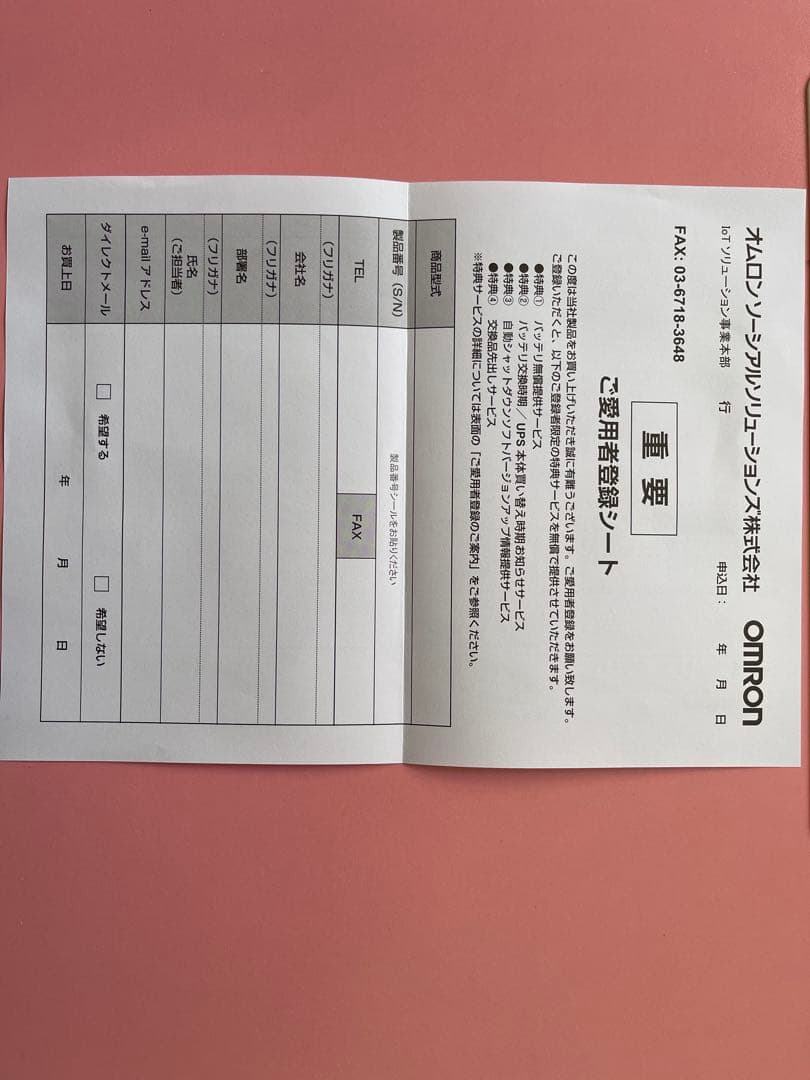 オムロン ソーシアルソリューションズ株式会社 OMRON
IoT ソリューション事業本部 行 申込日： 年 月 日
FAX: 03-6718-3648
重要
ご愛用者登録シート
この度は当社製品をお買い上げいただき誠に有難うございます。ご愛用者登録をお願い致します。
ご登録いただくと、以下のご登録者限定の特典サービスを無償で提供させていただきます。
●特典① バッテリ無償提供サービス
●特典② バッテリ交換時期／UPS 本体買い替え時期お知らせサービス
●特典③ 自動シャットダウンソフトバージョンアップ情報提供サービス
●特典④ 交換品先出しサービス
※特典サービスの詳細については表面の「ご愛用者登録のご案内」をご参照ください。
商品型式
製品番号（S/N） 製品番号シールをお貼りください
TEL FAX
（フリガナ）
会社名
（フリガナ）
部署名
（フリガナ）
氏名
（ご担当者）
e-mail アドレス
ダイレクトメール □ 希望する □ 希望しない
お買上日 年 月 日